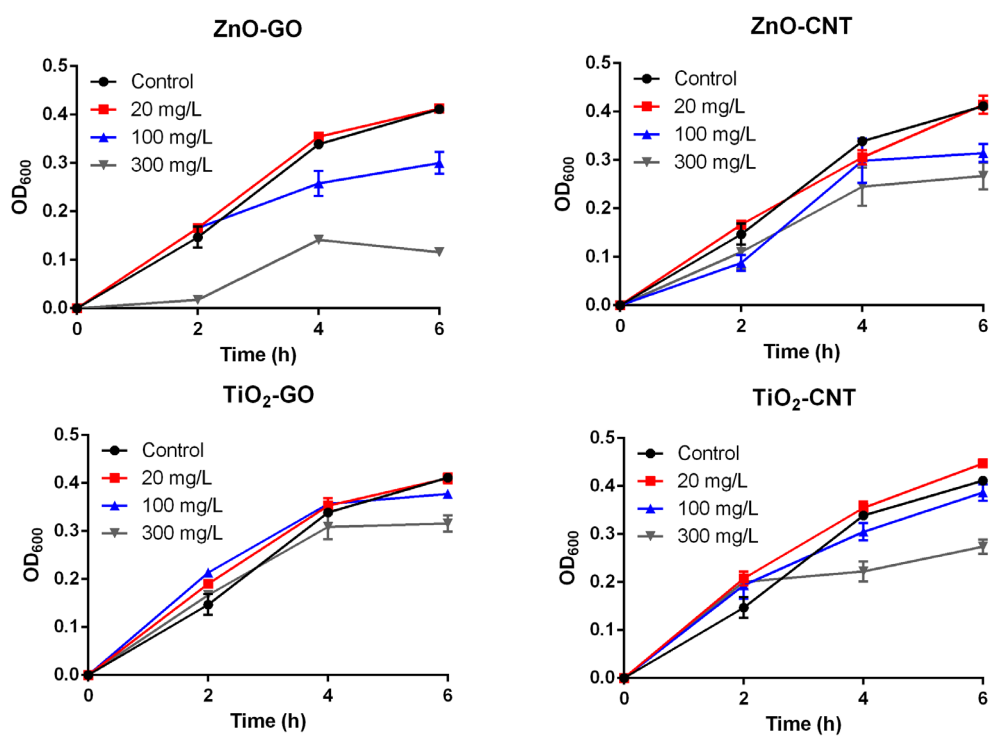 ZnO-GO
OD600
0.5
0.4
0.3
0.2
0.1
0.0
Control
20 mg/L
100 mg/L
300 mg/L
0 2 4 6
Time (h)
ZnO-CNT
OD600
0.5
0.4
0.3
0.2
0.1
0.0
Control
20 mg/L
100 mg/L
300 mg/L
0 2 4 6
Time (h)
TiO2-GO
OD600
0.5
0.4
0.3
0.2
0.1
0.0
Control
20 mg/L
100 mg/L
300 mg/L
0 2 4 6
Time (h)
TiO2-CNT
OD600
0.5
0.4
0.3
0.2
0.1
0.0
Control
20 mg/L
100 mg/L
300 mg/L
0 2 4 6
Time (h)